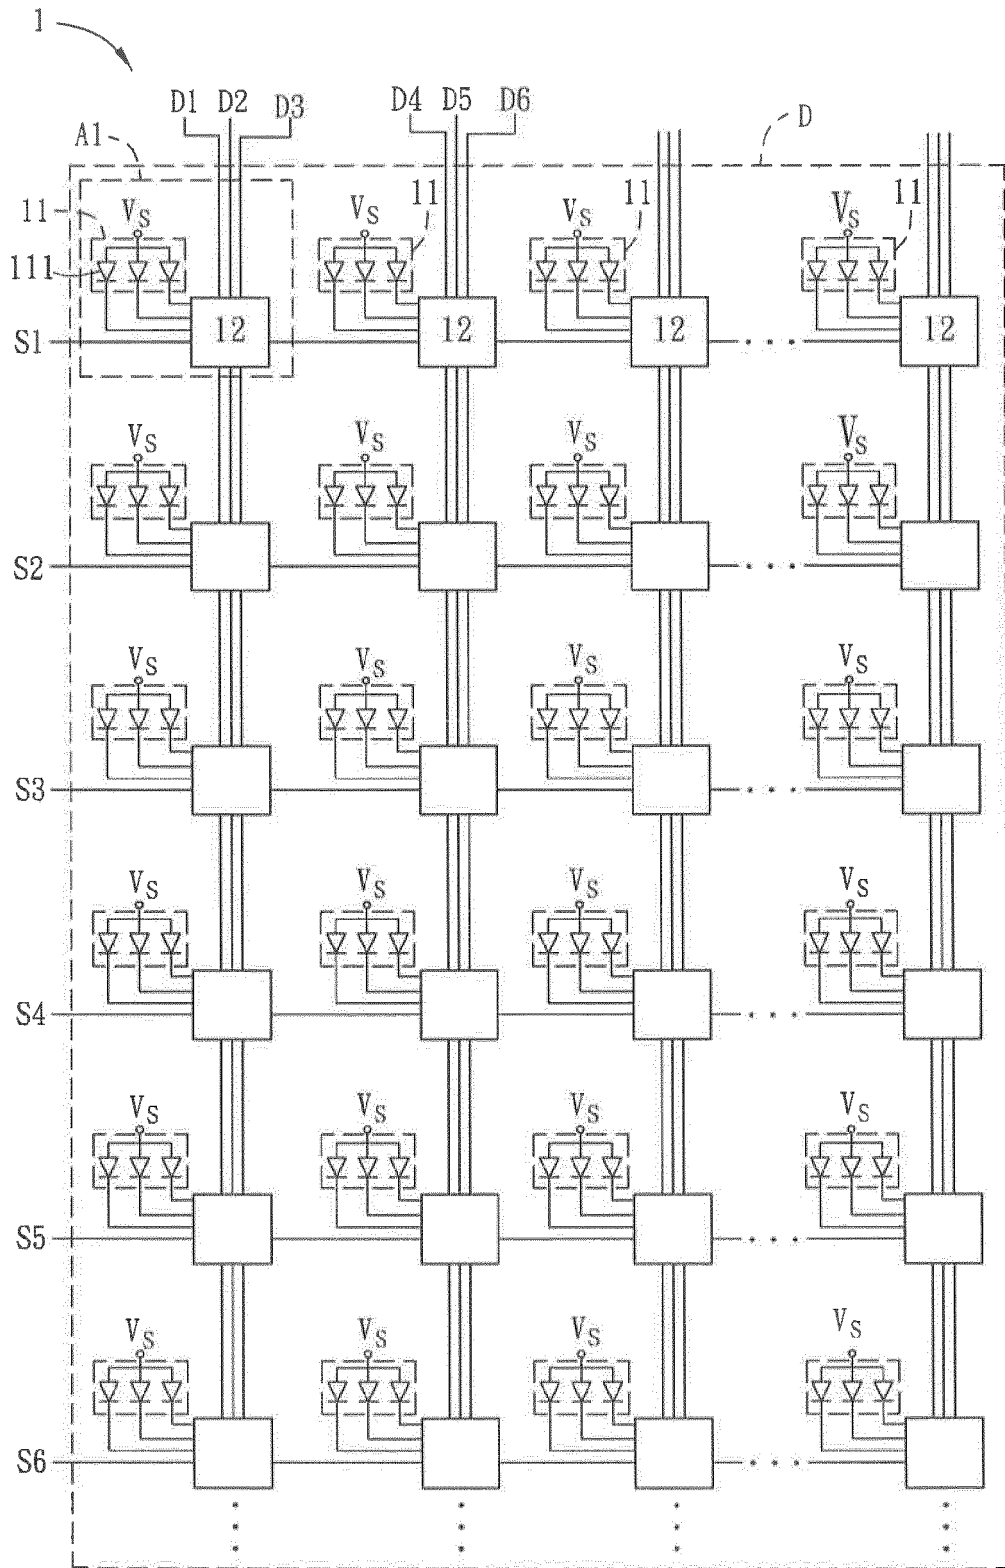 1
D1 D2 D3 D4 D5 D6 D
A1
11 VS VS 11 VS 11 VS 11
111
S1 12 12 12 12
VS VS VS VS
S2
VS VS VS VS
S3
VS VS VS VS
S4
VS VS VS VS
S5
VS VS VS VS
S6